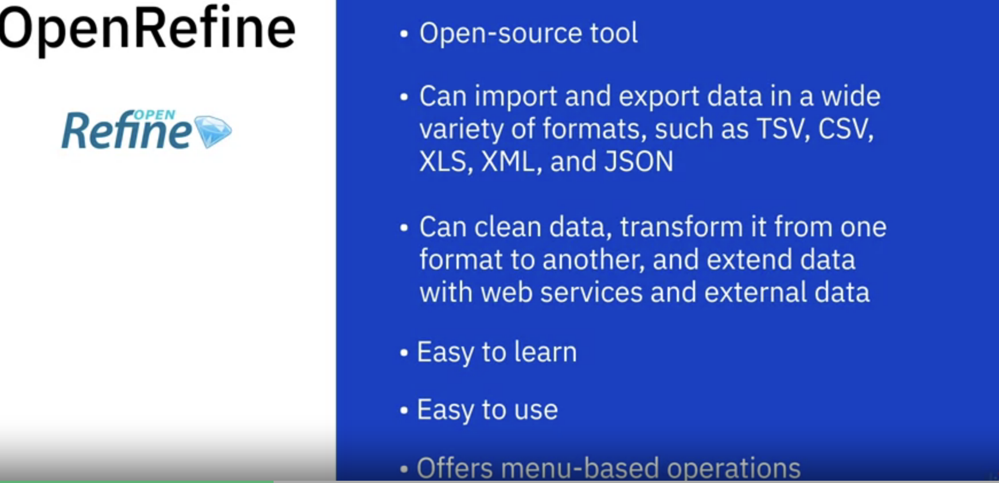 OpenRefine
OPEN
Refine
• Open-source tool
• Can import and export data in a wide
variety of formats, such as TSV, CSV,
XLS, XML, and JSON
• Can clean data, transform it from one
format to another, and extend data
with web services and external data
• Easy to learn
• Easy to use
• Offers menu-based operations